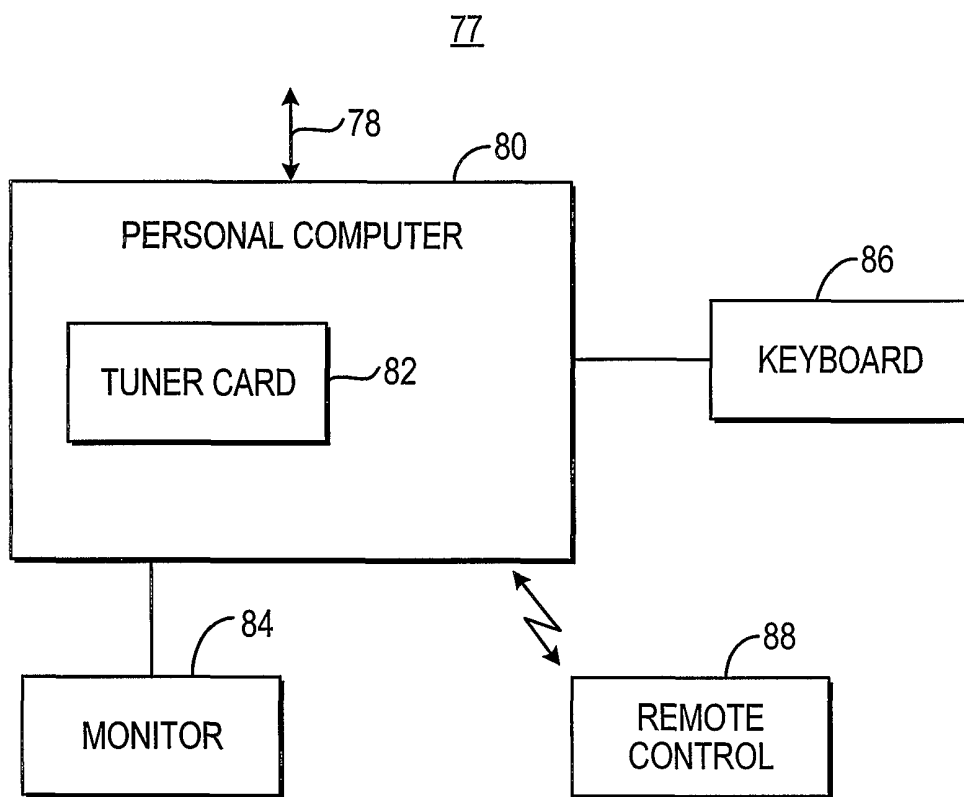 77
78
80
PERSONAL COMPUTER
86
TUNER CARD
82
KEYBOARD
84
88
MONITOR
REMOTE
CONTROL